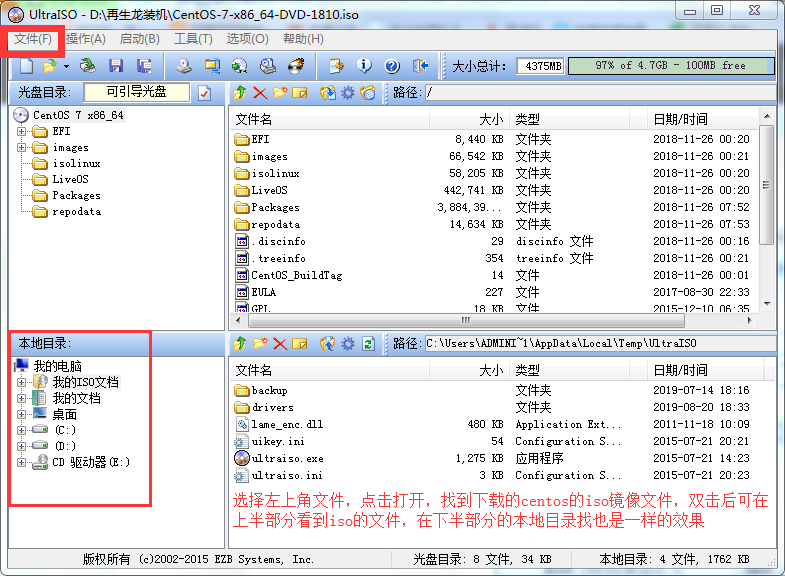 UltraISO - D:\再生龙装机\CentOS-7-x86_64-DVD-1810.iso
文件(F) 操作(A) 启动(B) 工具(T) 选项(O) 帮助(H)
大小总计: 4375MB 97% of 4.7GB - 100MB free
光盘目录: 可引导光盘 路径: /
CentOS 7 x86_64
EFI
images
isolinux
LiveOS
Packages
repodata
文件名 大小 类型 日期/时间
EFI 8,440 KB 文件夹 2018-11-26 00:20
images 66,542 KB 文件夹 2018-11-26 00:21
isolinux 58,205 KB 文件夹 2018-11-26 00:20
LiveOS 442,741 KB 文件夹 2018-11-26 00:20
Packages 3,884,39... 文件夹 2018-11-26 07:52
repodata 14,634 KB 文件夹 2018-11-26 07:53
.discinfo 29 discinfo 文件 2018-11-26 00:16
.treeinfo 354 treeinfo 文件 2018-11-26 00:21
CentOS_BuildTag 14 文件 2018-11-26 00:01
EULA 227 文件 2017-08-30 22:33
GPL 18 KB 文件 2015-12-10 06:35
本地目录: 路径: C:\Users\ADMINI~1\AppData\Local\Temp\UltraISO
我的电脑
我的ISO文档
我的文档
桌面
(C:)
(D:)
CD 驱动器(E:)
文件名 大小 类型 日期/时间
backup 文件夹 2019-07-14 18:16
drivers 文件夹 2019-08-20 18:33
lame_enc.dll 480 KB Application Ext... 2011-11-18 10:09
uikey.ini 54 Configuration S... 2015-07-21 20:21
ultraiso.exe 1,275 KB 应用程序 2015-07-21 14:23
ultraiso.ini 3 KB Configuration S... 2015-07-21 20:23
选择左上角文件，点击打开，找到下载的centos的iso镜像文件，双击后可在
上半部分看到iso的文件，在下半部分的本地目录找也是一样的效果
版权所有 (c)2002-2015 EZB Systems, Inc. 光盘目录: 8 文件, 34 KB 本地目录: 4 文件, 1762 KB